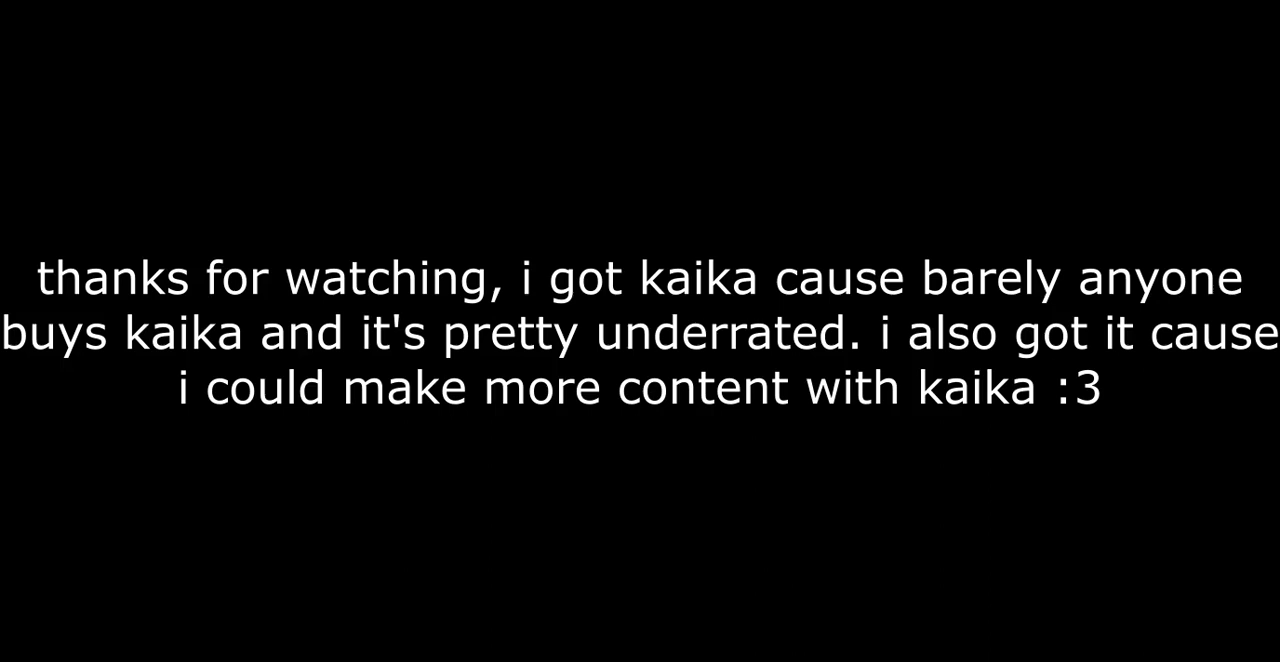 thanks for watching, i got kaika cause barely anyone
buys kaika and it's pretty underrated. i also got it cause
i could make more content with kaika :3